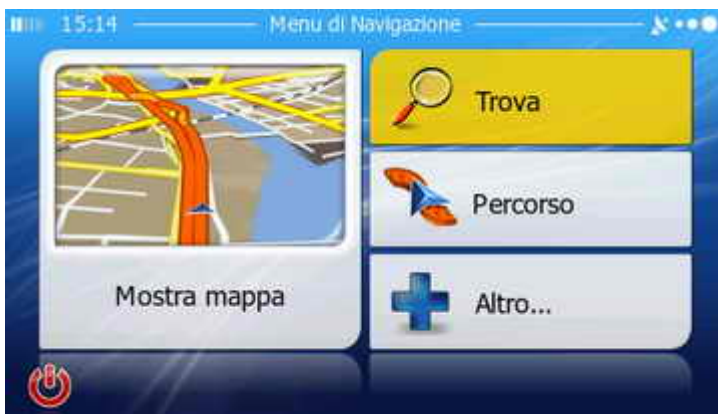 15:14 Menu di Navigazione
Trova
Percorso
Mostra mappa
Altro...